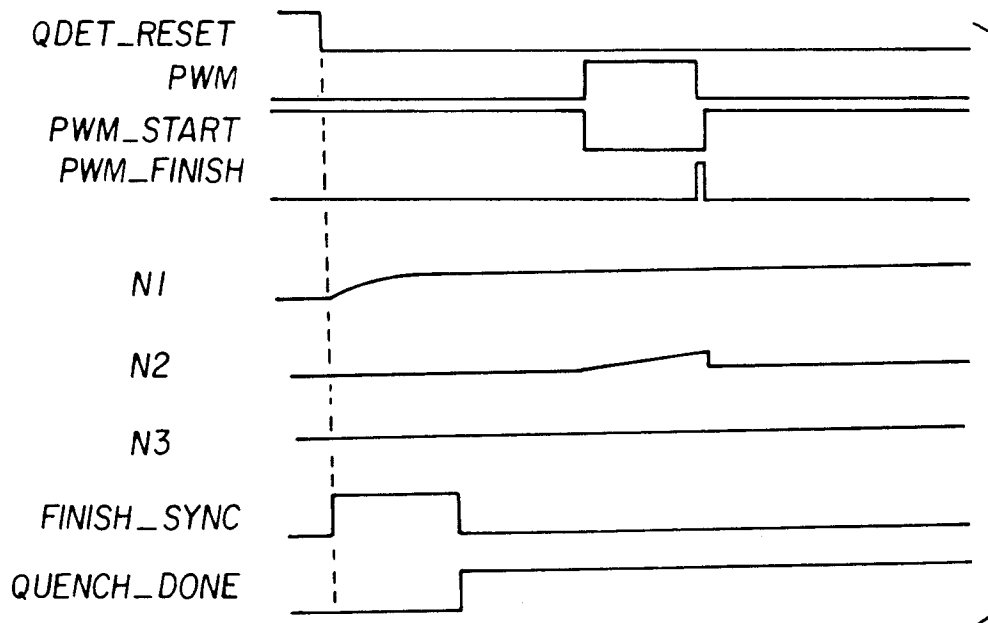 QDET_RESET
PWM
PWM_START
PWM_FINISH
N1
N2
N3
FINISH_SYNC
QUENCH_DONE